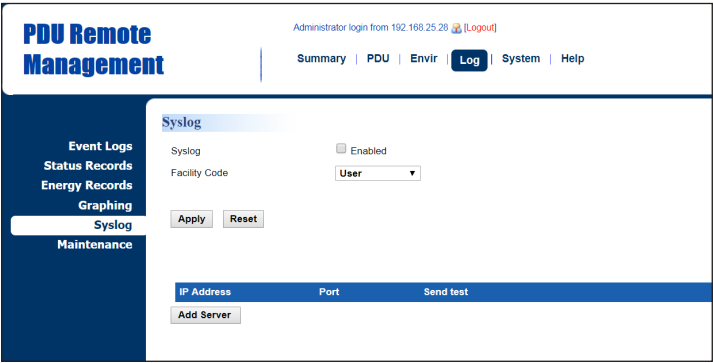 PDU Remote
Management
Administrator login from 192.168.25.28 [Logout]
Summary | PDU | Envir | Log | System | Help
Event Logs
Status Records
Energy Records
Graphing
Syslog
Maintenance
Syslog
Syslog Enabled
Facility Code User
Apply Reset
IP Address Port Send test
Add Server